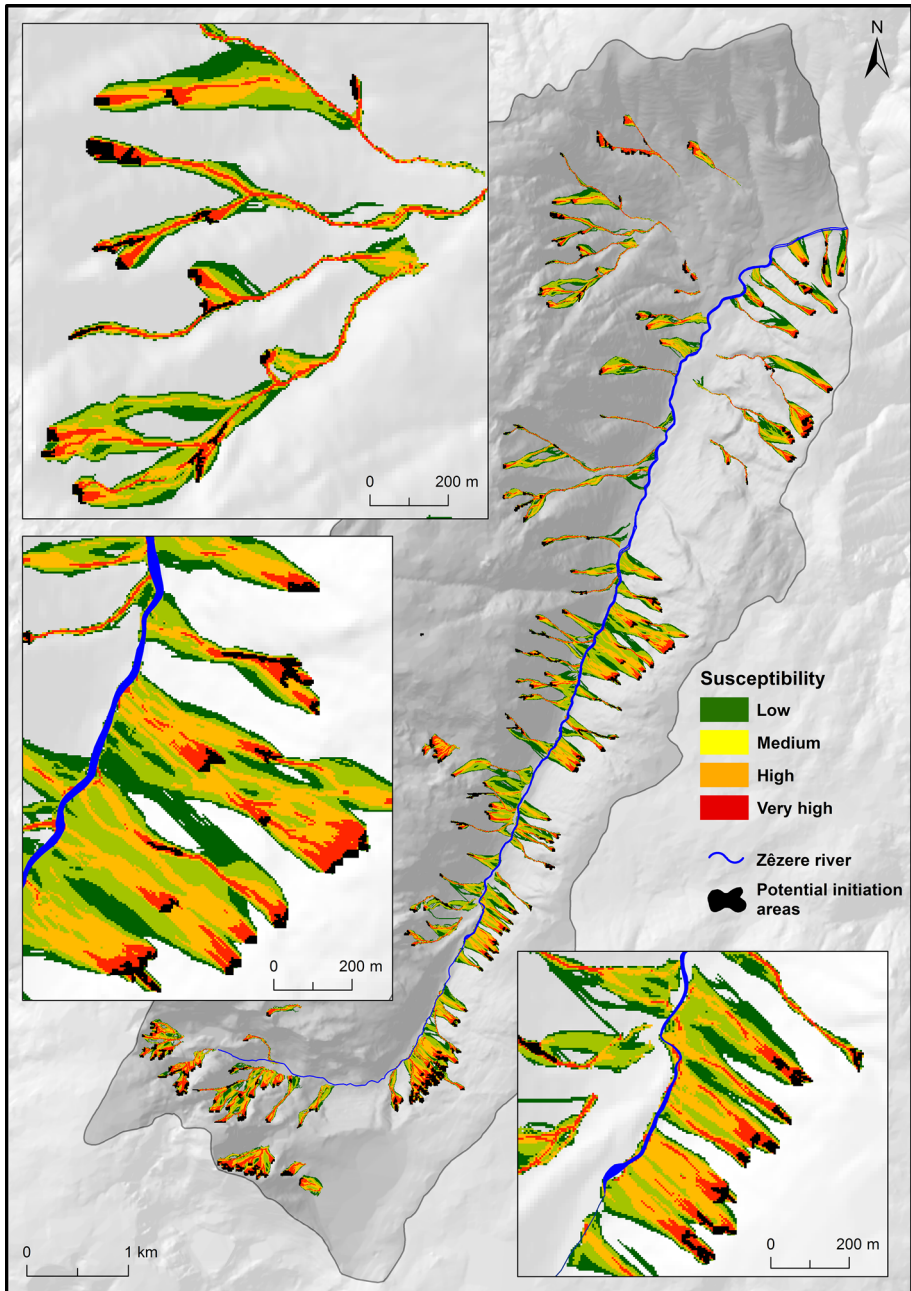 N
0 200 m
Susceptibility
Low
Medium
High
Very high
Zêzere river
Potential initiation
areas
0 200 m
0 200 m
0 1 km